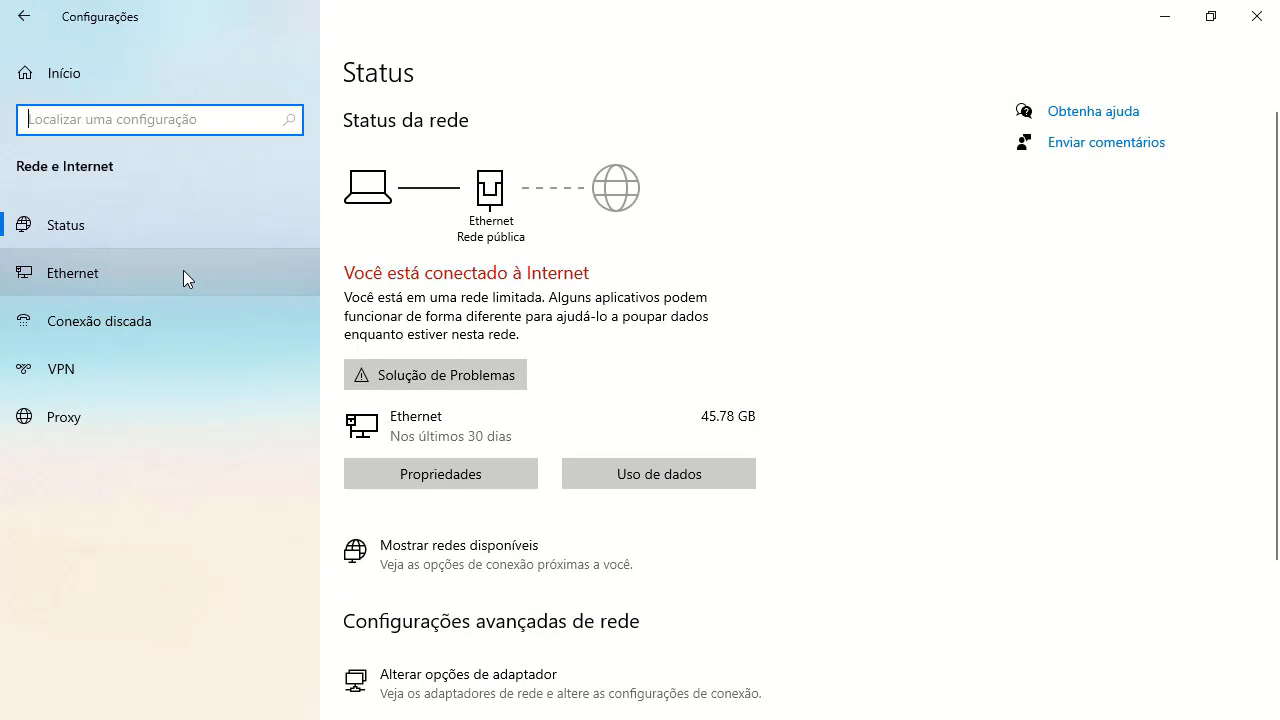 Configurações
Início
Localizar uma configuração
Rede e Internet
Status
Ethernet
Conexão discada
VPN
Proxy
Status
Status da rede
Ethernet
Rede pública
Você está conectado à Internet
Você está em uma rede limitada. Alguns aplicativos podem
funcionar de forma diferente para ajudá-lo a poupar dados
enquanto estiver nesta rede.
Solução de Problemas
Ethernet 45.78 GB
Nos últimos 30 dias
Propriedades Uso de dados
Mostrar redes disponíveis
Veja as opções de conexão próximas a você.
Configurações avançadas de rede
Alterar opções de adaptador
Veja os adaptadores de rede e altere as configurações de conexão.
Obtenha ajuda
Enviar comentários